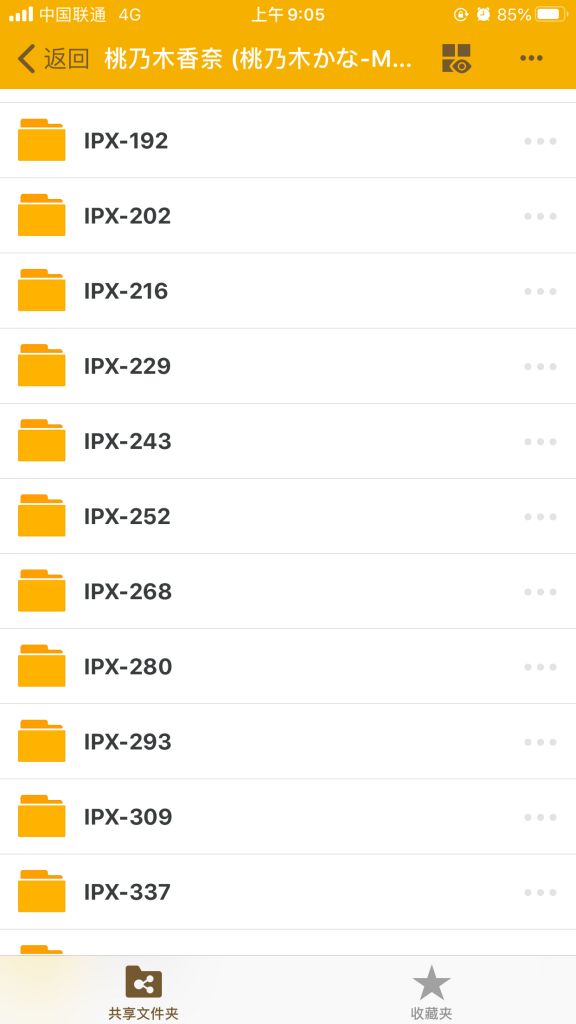 中国联通 4G 上午9:05 85%
返回 桃乃木香奈 (桃乃木かな-M...
IPX-192
IPX-202
IPX-216
IPX-229
IPX-243
IPX-252
IPX-268
IPX-280
IPX-293
IPX-309
IPX-337
共享文件夹 收藏夹